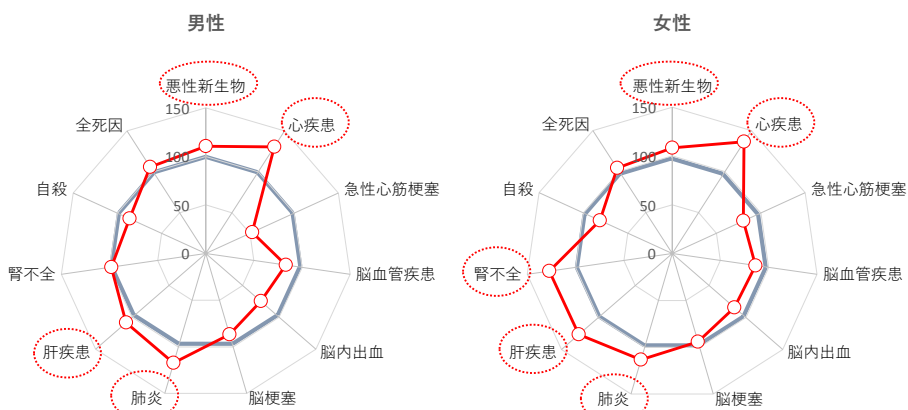 男性
悪性新生物
心疾患
急性心筋梗塞
脳血管疾患
脳内出血
脳梗塞
肺炎
肝疾患
腎不全
自殺
全死因
150
100
50
0
女性
悪性新生物
心疾患
急性心筋梗塞
脳血管疾患
脳内出血
脳梗塞
肺炎
肝疾患
腎不全
自殺
全死因
150
100
50
0